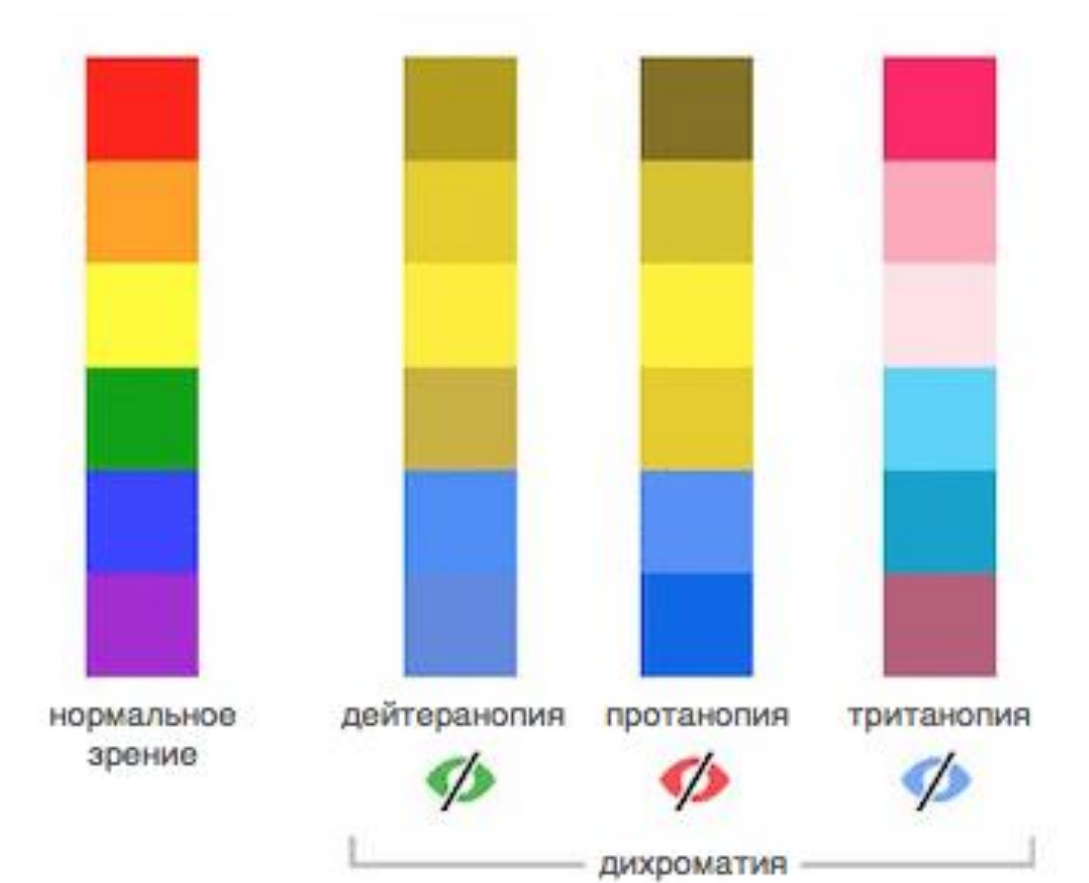 нормальное
зрение
дейтеранопия
протанопия
тританопия
дихроматия